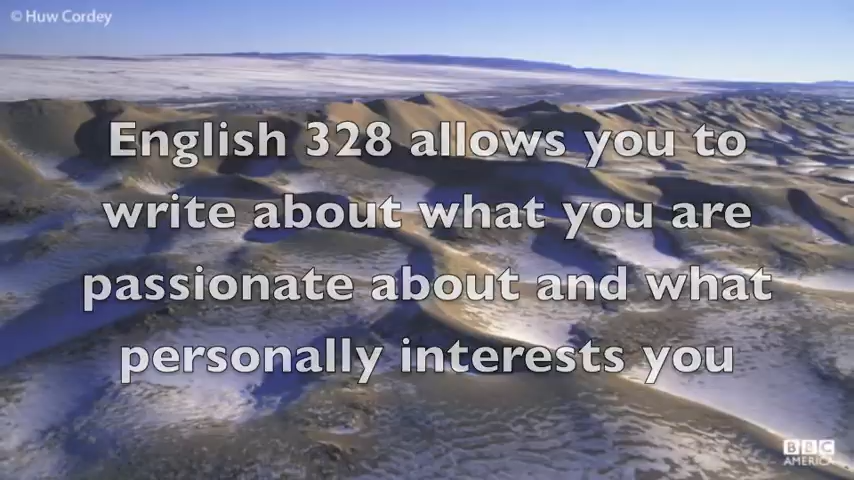 © Huw Cordey
English 328 allows you to
write about what you are
passionate about and what
personally interests you
BBC
AMERICA